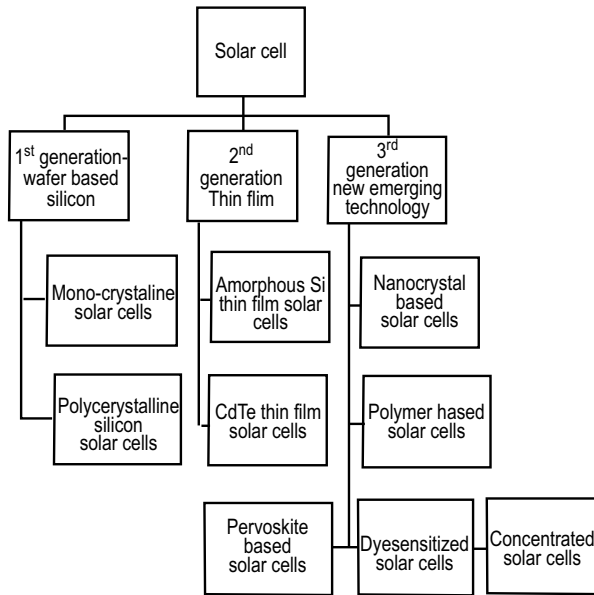 Solar cell
1st generation-
wafer based
silicon
2nd
generation
Thin flim
3rd
generation
new emerging
technology
Mono-crystaline
solar cells
Amorphous Si
thin film solar
cells
Nanocrystal
based
solar cells
Polycerystalline
silicon
solar cells
CdTe thin film
solar cells
Polymer hased
solar cells
Pervoskite
based
solar cells
Dyesensitized
solar cells
Concentrated
solar cells